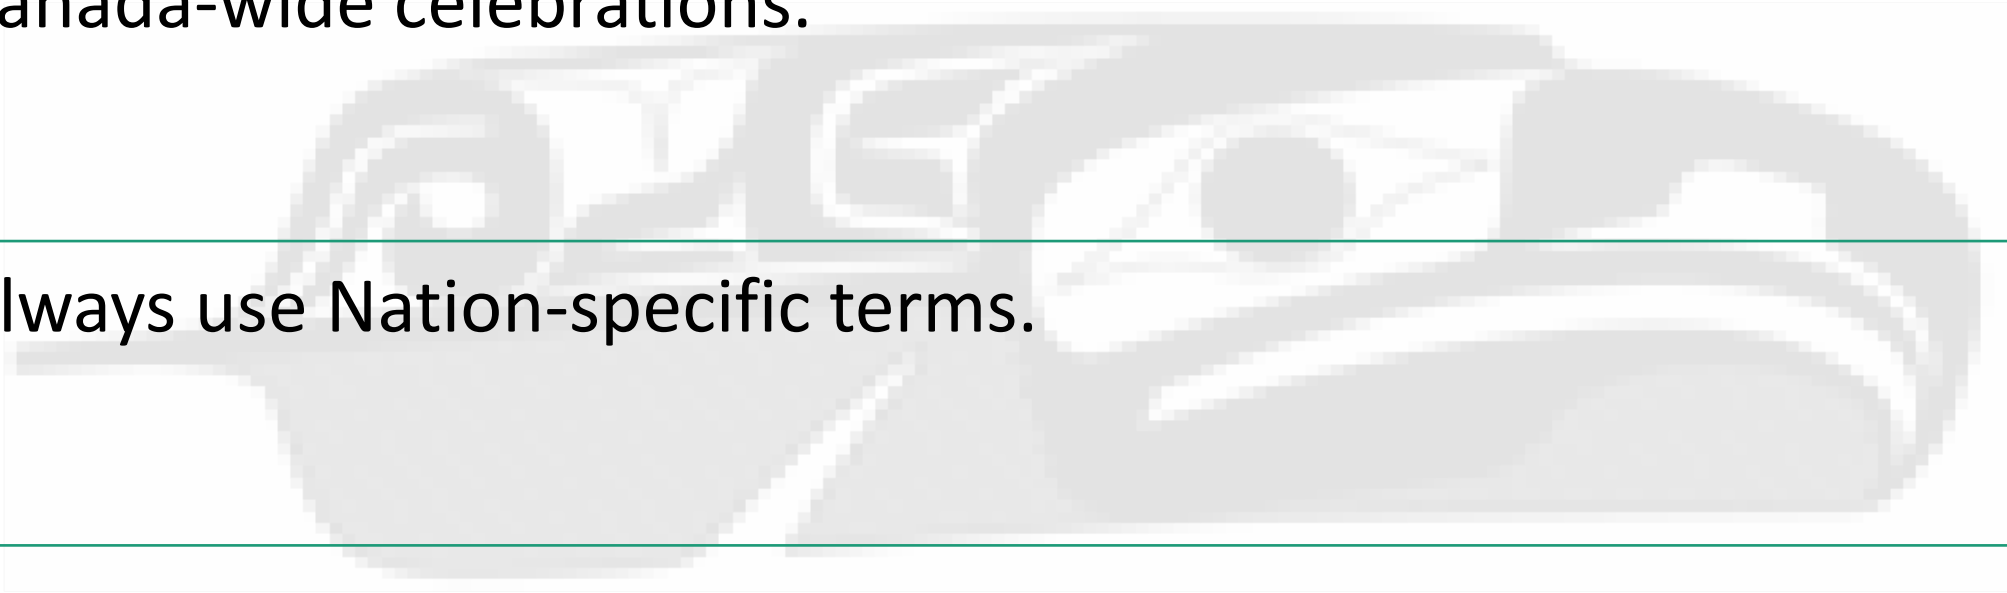 anada-wide celebrations.
lways use Nation-specific terms.